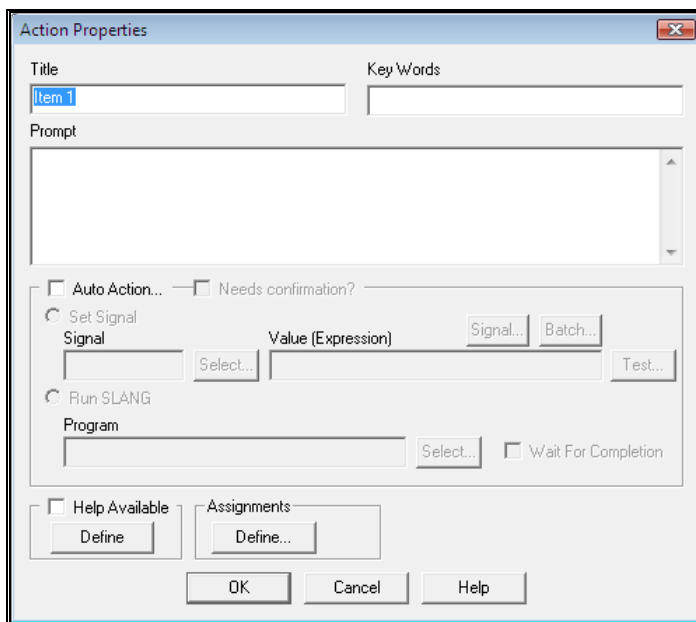 Action Properties
Title Key Words
Item 1
Prompt
Auto Action... Needs confirmation?
Set Signal
Signal Value (Expression) Signal... Batch...
Select... Test...
Run SLANG
Program
Select... Wait For Completion
Help Available Assignments
Define Define...
OK Cancel Help